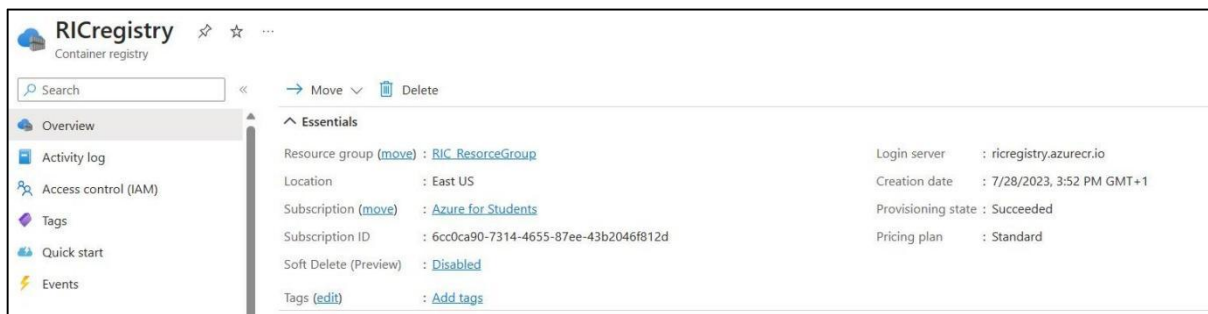 RICregistry ...
Container registry
Search «
Overview
Activity log
Access control (IAM)
Tags
Quick start
Events
Move Delete
Essentials
Resource group (move) : RIC_ResorceGroup
Location : East US
Subscription (move) : Azure for Students
Subscription ID : 6cc0ca90-7314-4655-87ee-43b2046f812d
Soft Delete (Preview) : Disabled
Tags (edit) : Add tags
Login server : ricregistry.azurecr.io
Creation date : 7/28/2023, 3:52 PM GMT+1
Provisioning state : Succeeded
Pricing plan : Standard